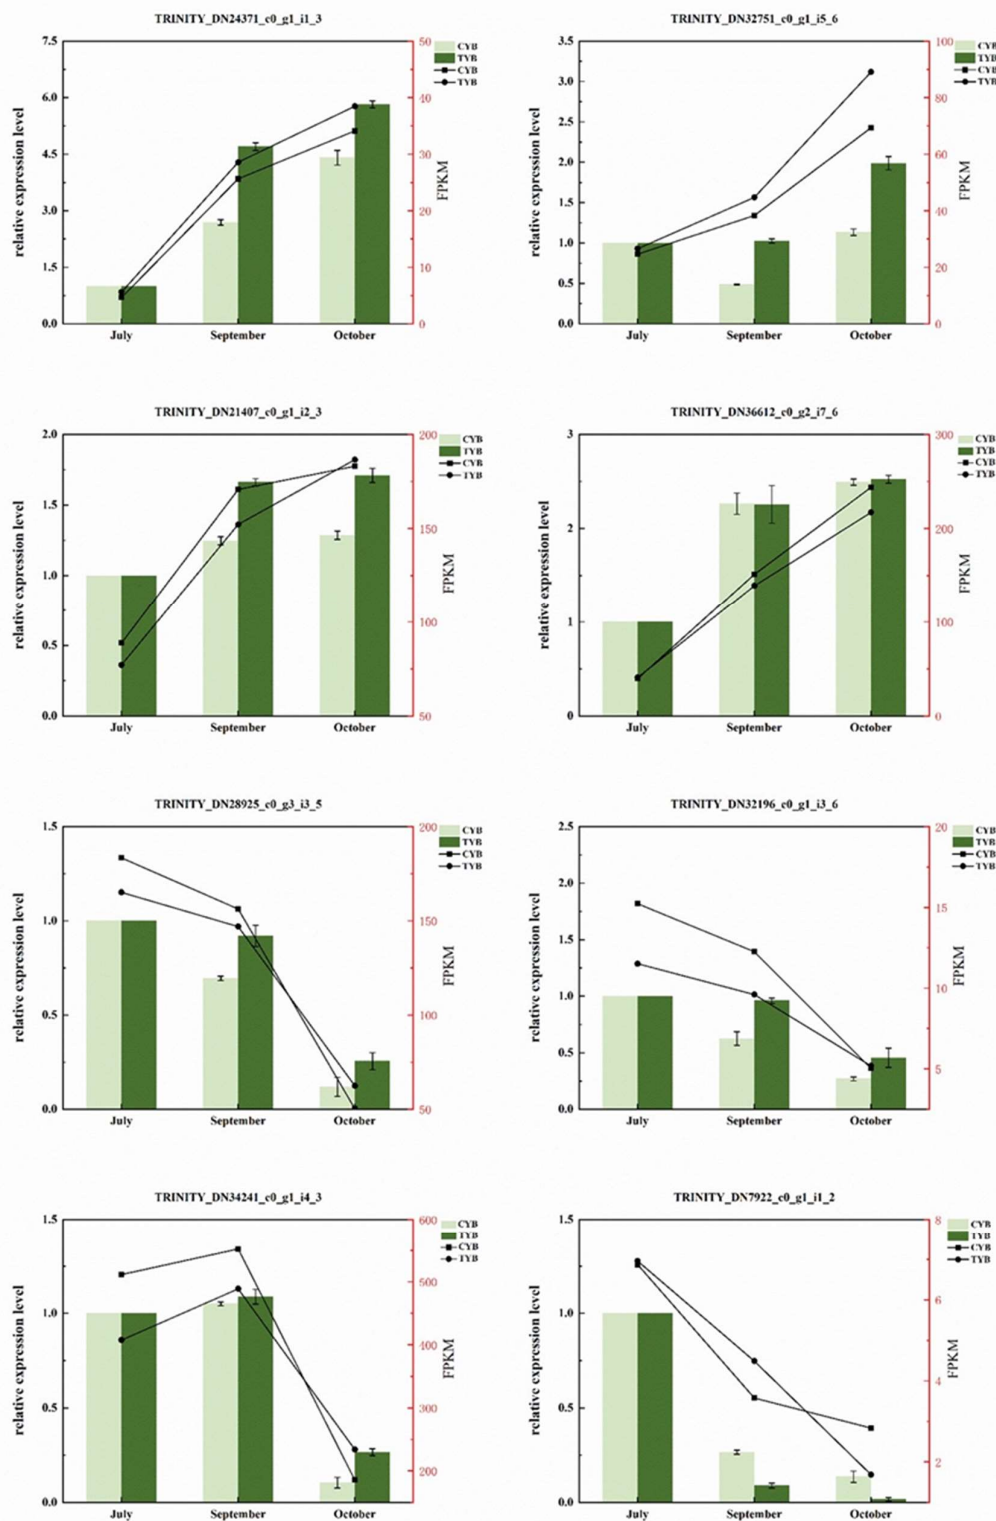 TRINITY_DN24371_c0_g1_i1_3
7.5
6.0
4.5
3.0
1.5
0.0
relative expression level
July
September
October
50
40
30
20
10
0
FPKM
CYB
TYB
CYB
TYB
TRINITY_DN32751_c0_g1_i5_6
3.5
3.0
2.5
2.0
1.5
1.0
0.5
0.0
relative expression level
July
September
October
100
80
60
40
20
0
FPKM
CYB
TYB
CYB
TYB
TRINITY_DN21407_c0_g1_i2_3
2.0
1.5
1.0
0.5
0.0
relative expression level
July
September
October
200
150
100
50
FPKM
CYB
TYB
CYB
TYB
TRINITY_DN36612_c0_g2_i7_6
3
2
1
0
relative expression level
July
September
October
300
200
100
0
FPKM
CYB
TYB
CYB
TYB
TRINITY_DN28925_c0_g3_i3_5
1.5
1.0
0.5
0.0
relative expression level
July
September
October
200
150
100
50
FPKM
CYB
TYB
CYB
TYB
TRINITY_DN32196_c0_g1_i3_6
2.5
2.0
1.5
1.0
0.5
0.0
relative expression level
July
September
October
20
15
10
5
FPKM
CYB
TYB
CYB
TYB
TRINITY_DN34241_c0_g1_i4_3
1.5
1.0
0.5
0.0
relative expression level
July
September
October
600
500
400
300
200
FPKM
CYB
TYB
CYB
TYB
TRINITY_DN7922_c0_g1_i1_2
1.5
1.0
0.5
0.0
relative expression level
July
September
October
8
6
4
2
FPKM
CYB
TYB
CYB
TYB